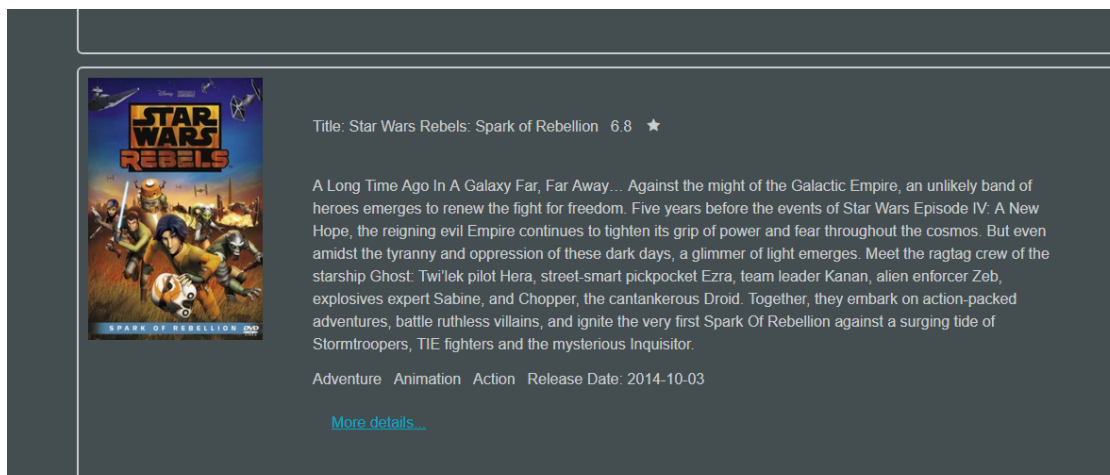 Disney
STAR
WARS
REBELS
SPARK OF REBELLION DVD
Title: Star Wars Rebels: Spark of Rebellion 6.8 ★
A Long Time Ago In A Galaxy Far, Far Away… Against the might of the Galactic Empire, an unlikely band of
heroes emerges to renew the fight for freedom. Five years before the events of Star Wars Episode IV: A New
Hope, the reigning evil Empire continues to tighten its grip of power and fear throughout the cosmos. But even
amidst the tyranny and oppression of these dark days, a glimmer of light emerges. Meet the ragtag crew of the
starship Ghost: Twi'lek pilot Hera, street-smart pickpocket Ezra, team leader Kanan, alien enforcer Zeb,
explosives expert Sabine, and Chopper, the cantankerous Droid. Together, they embark on action-packed
adventures, battle ruthless villains, and ignite the very first Spark Of Rebellion against a surging tide of
Stormtroopers, TIE fighters and the mysterious Inquisitor.
Adventure Animation Action Release Date: 2014-10-03
More details...